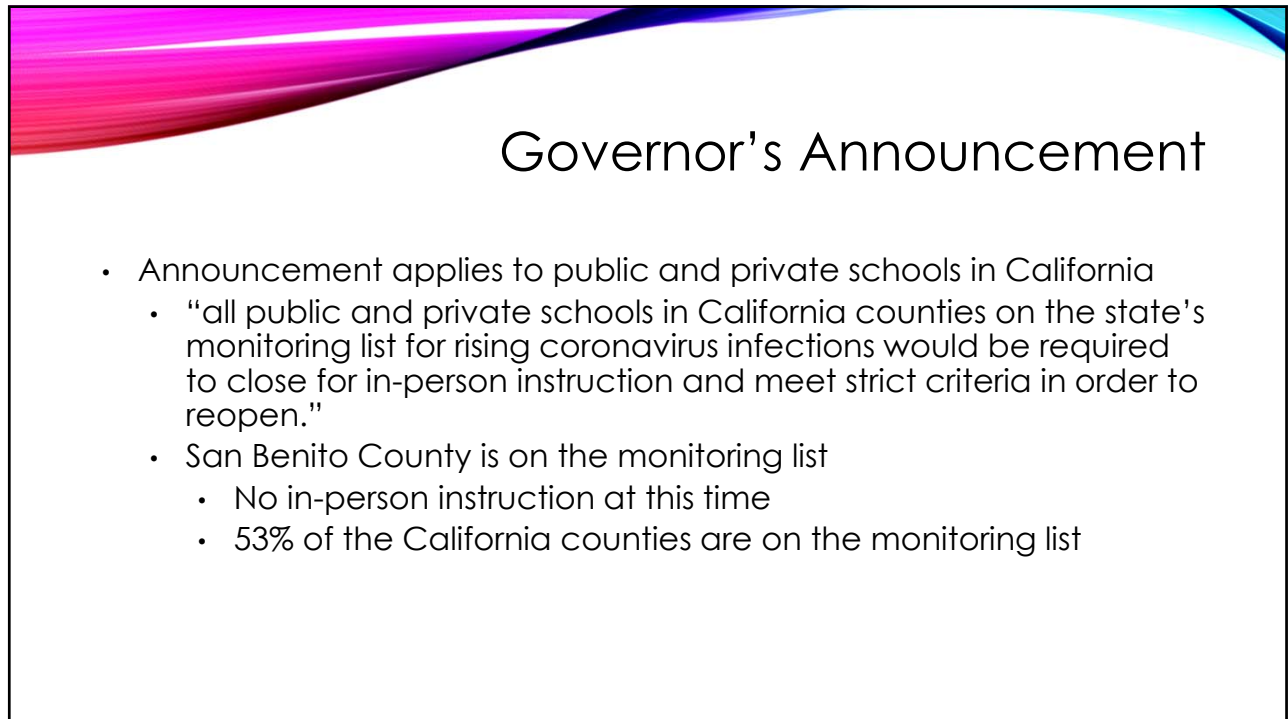 Governor’s Announcement
• Announcement applies to public and private schools in California
• “all public and private schools in California counties on the state’s
monitoring list for rising coronavirus infections would be required
to close for in-person instruction and meet strict criteria in order to
reopen.”
• San Benito County is on the monitoring list
• No in-person instruction at this time
• 53% of the California counties are on the monitoring list